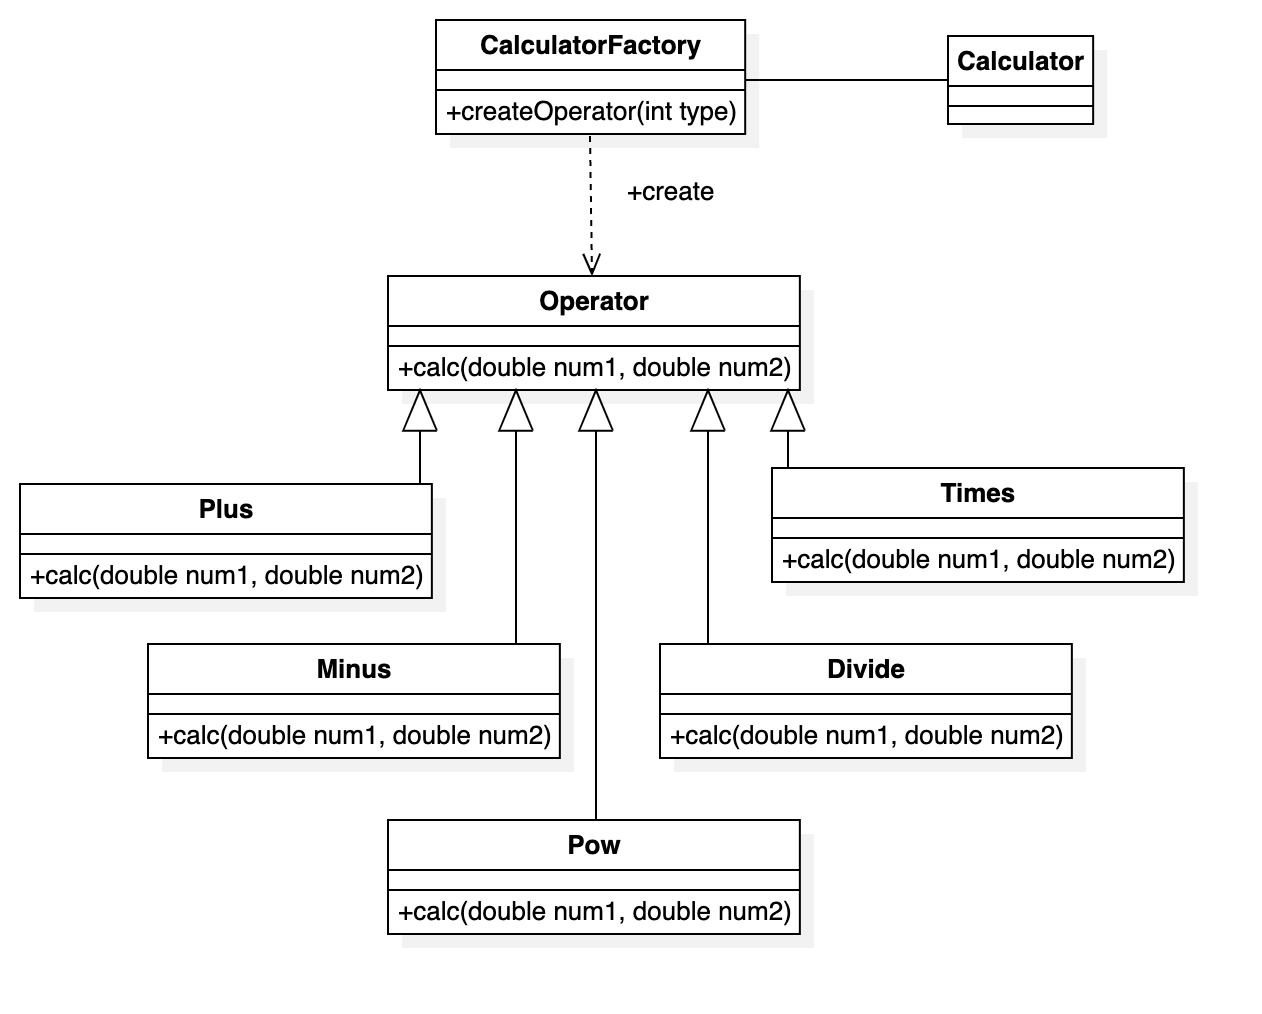 CalculatorFactory
+createOperator(int type)
Calculator
+create
Operator
+calc(double num1, double num2)
Plus
+calc(double num1, double num2)
Times
+calc(double num1, double num2)
Minus
+calc(double num1, double num2)
Divide
+calc(double num1, double num2)
Pow
+calc(double num1, double num2)